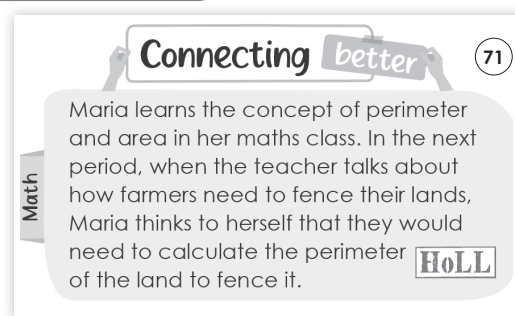 Connecting better
71
Maria learns the concept of perimeter
and area in her maths class. In the next
period, when the teacher talks about
how farmers need to fence their lands,
Maria thinks to herself that they would
need to calculate the perimeter
of the land to fence it.
HoLL
Math